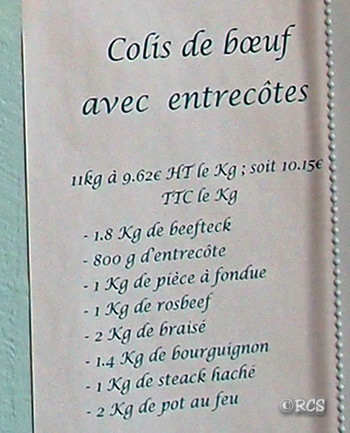 Colis de bœuf
avec entrecôtes
11kg à 9.62€ HT le Kg ; soit 10.15€
TTC le Kg
- 1.8 Kg de beefteck
- 800 g d'entrecôte
- 1 Kg de pièce à fondue
- 1 Kg de rosbeef
- 2 Kg de braisé
- 1.4 Kg de bourguignon
- 1 Kg de steack haché
- 2 Kg de pot au feu
©RCS